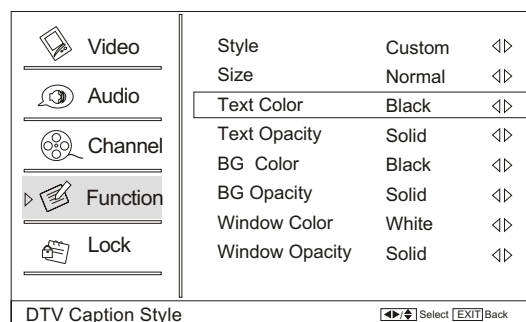 Video
Audio
Channel
Function
Lock
Style Custom
Size Normal
Text Color Black
Text Opacity Solid
BG Color Black
BG Opacity Solid
Window Color White
Window Opacity Solid
DTV Caption Style
Select EXIT Back